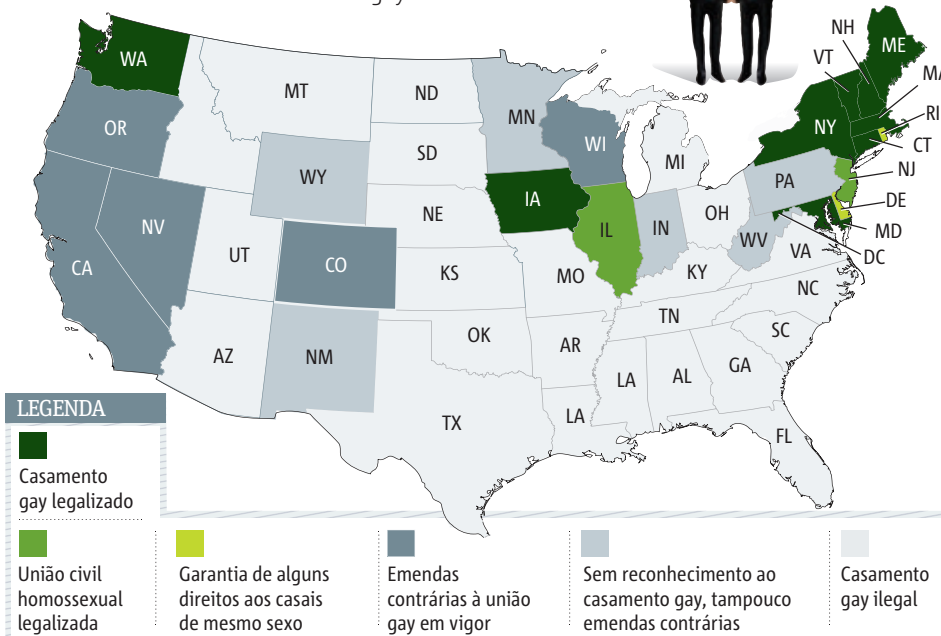 gay
NH
ME
VT
MA
WA
MT
ND
MN
NY
RI
OR
WI
CT
SD
MI
NJ
WY
PA
DE
IA
NE
OH
MD
NV
IL
IN
WV
DC
UT
CO
VA
CA
KS
MO
KY
NC
TN
OK
SC
AZ
NM
AR
GA
LA
AL
LA
TX
FL
LEGENDA
Casamento
gay legalizado
União civil
homossexual
legalizada
Garantia de alguns
direitos aos casais
de mesmo sexo
Emendas
contrárias à união
gay em vigor
Sem reconhecimento ao
casamento gay, tampouco
emendas contrárias
Casamento
gay ilegal